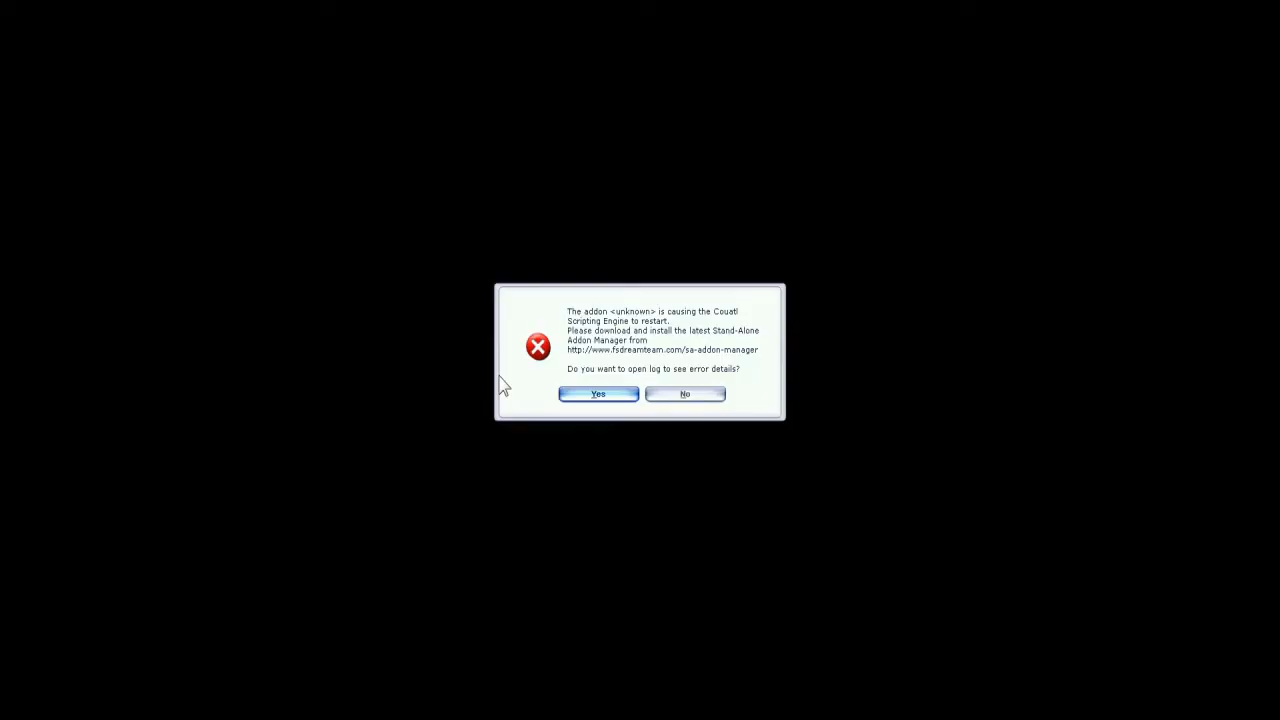 The addon <unknown> is causing the Couatl
Scripting Engine to restart.
Please download and install the latest Stand-Alone
Addon Manager from
http://www.fsdreamteam.com/sa-addon-manager
Do you want to open log to see error details?
Yes
No